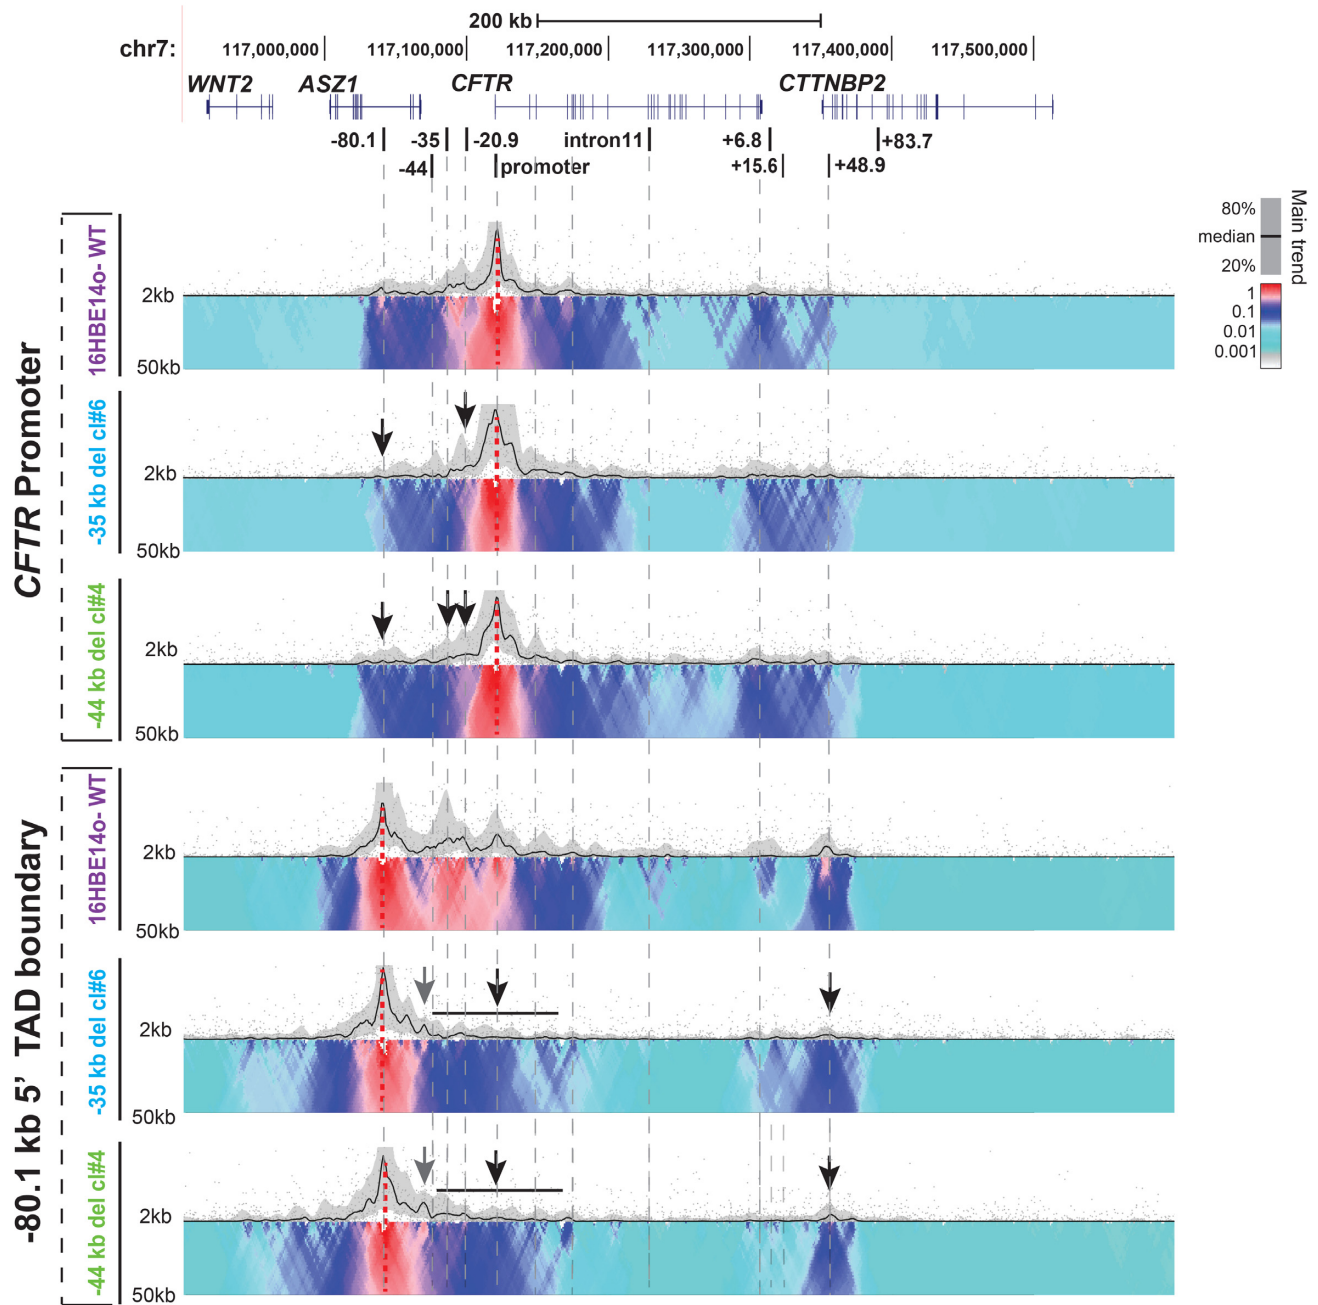 200 kb
chr7: 117,000,000 117,100,000 117,200,000 117,300,000 117,400,000 117,500,000
WNT2 ASZ1 CFTR CTTNBP2
-80.1 -35 -20.9 intron11 +6.8 +83.7
-44 promoter +15.6 +48.9
80%
median
20%
Main trend
1
0.1
0.01
0.001
CFTR Promoter
16HBE14o- WT
2kb
50kb
-35 kb del cl#6
2kb
50kb
-44 kb del cl#4
2kb
50kb
-80.1 kb 5’ TAD boundary
16HBE14o- WT
2kb
50kb
-35 kb del cl#6
2kb
50kb
-44 kb del cl#4
2kb
50kb